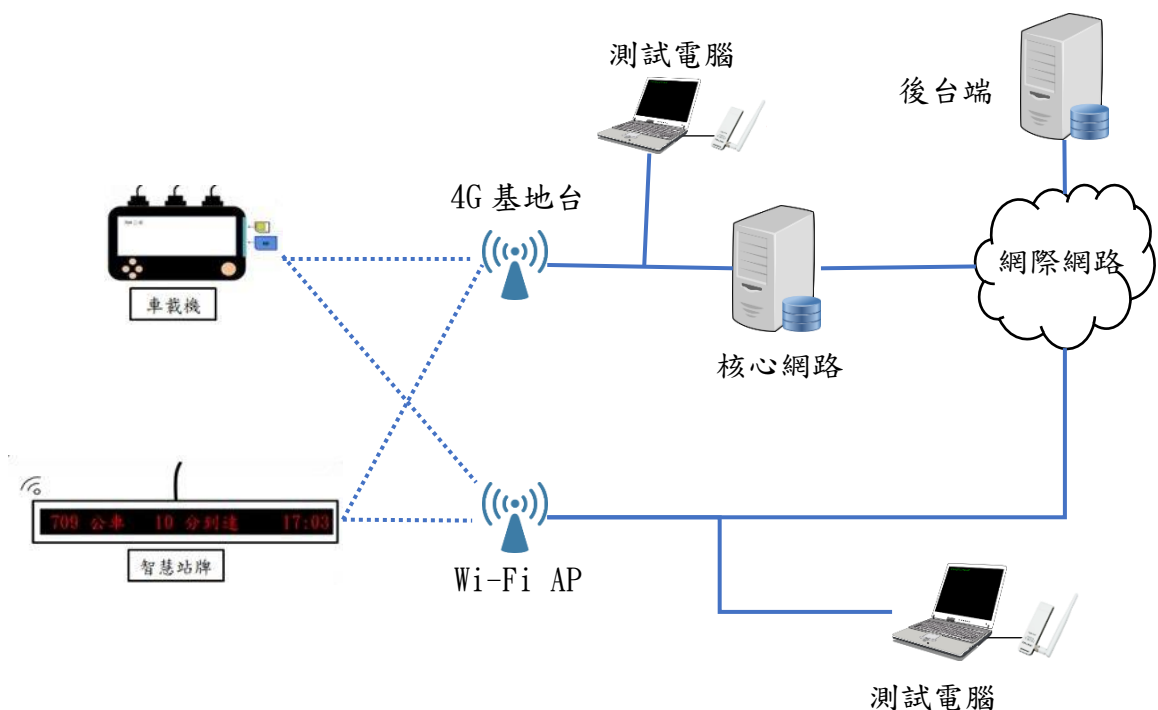 測試電腦
後台端
4G 基地台
網際網路
車載機
核心網路
709 公車 10 分到達 17:03
智慧站牌
Wi-Fi AP
測試電腦